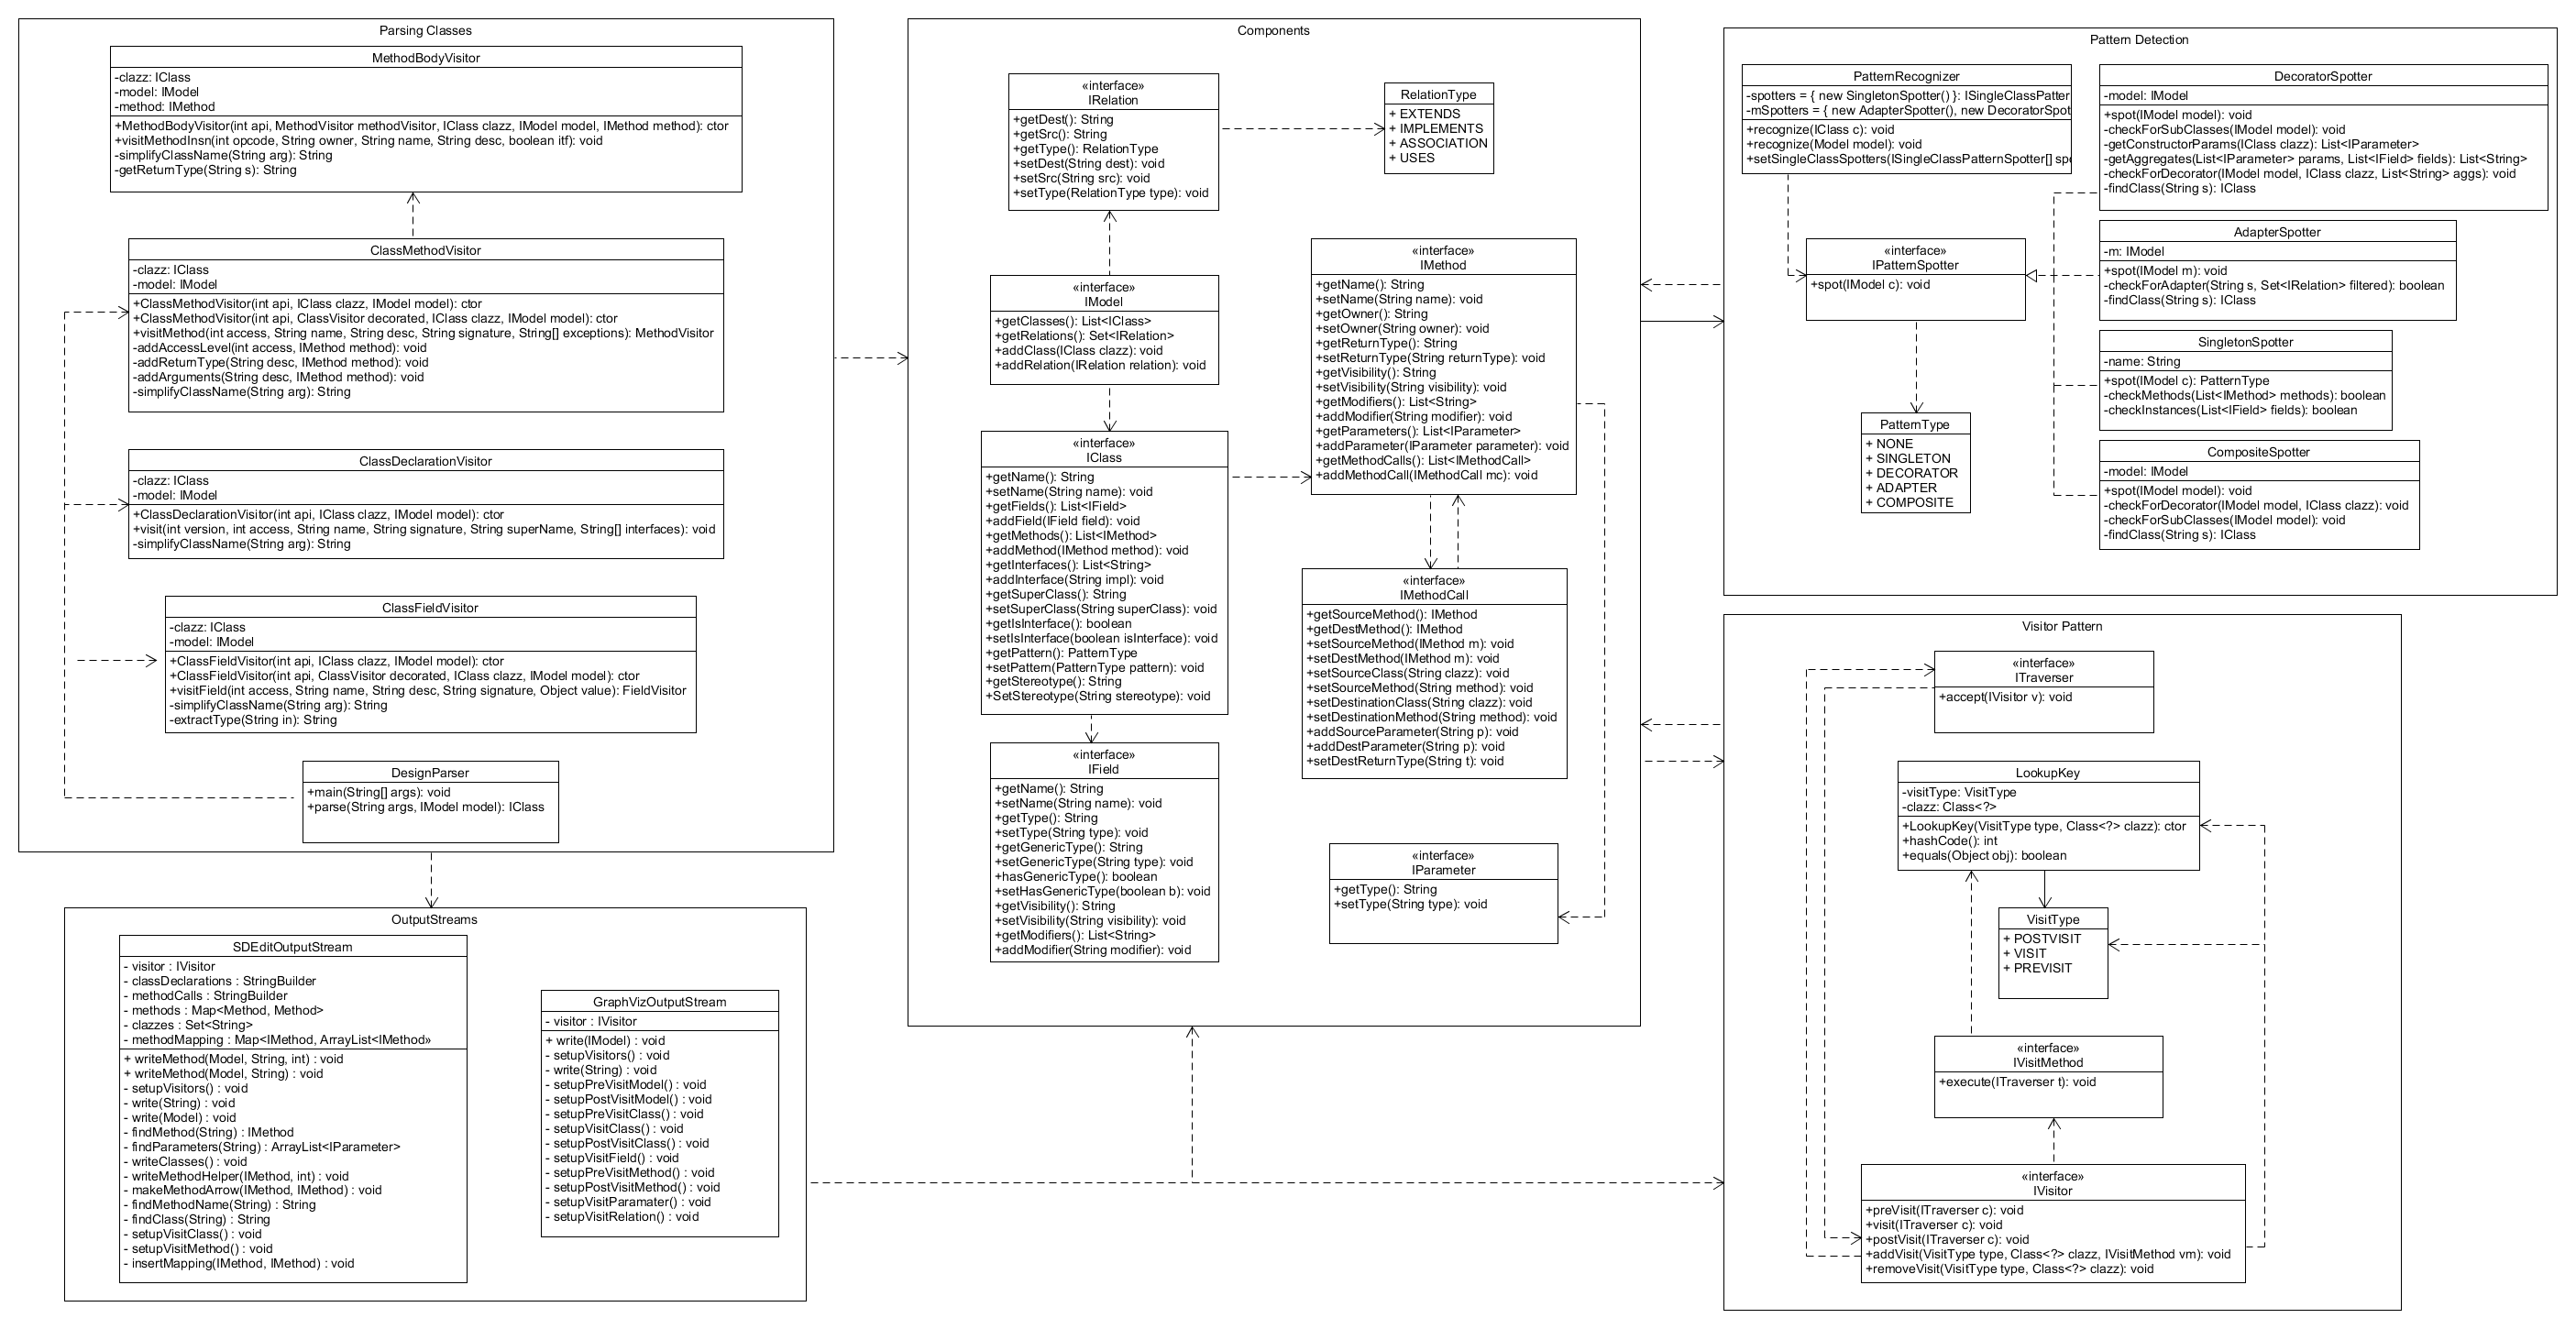 Parsing Classes
MethodBodyVisitor
-clazz: IClass
-model: IModel
-method: IMethod
+MethodBodyVisitor(int api, MethodVisitor methodVisitor, IClass clazz, IModel model, IMethod method): ctor
+visitMethodInsn(int opcode, String owner, String name, String desc, boolean itf): void
-simplifyClassName(String arg): String
-getReturnType(String s): String
ClassMethodVisitor
-clazz: IClass
-model: IModel
+ClassMethodVisitor(int api, IClass clazz, IModel model): ctor
+ClassMethodVisitor(int api, ClassVisitor decorated, IClass clazz, IModel model): ctor
+visitMethod(int access, String name, String desc, String signature, String[] exceptions): MethodVisitor
-addAccessLevel(int access, IMethod method): void
-addReturnType(String desc, IMethod method): void
-addArguments(String desc, IMethod method): void
-simplifyClassName(String arg): String
ClassDeclarationVisitor
-clazz: IClass
-model: IModel
+ClassDeclarationVisitor(int api, IClass clazz, IModel model): ctor
+visit(int version, int access, String name, String signature, String superName, String[] interfaces): void
-simplifyClassName(String arg): String
ClassFieldVisitor
-clazz: IClass
-model: IModel
+ClassFieldVisitor(int api, IClass clazz, IModel model): ctor
+ClassFieldVisitor(int api, ClassVisitor decorated, IClass clazz, IModel model): ctor
+visitField(int access, String name, String desc, String signature, Object value): FieldVisitor
-simplifyClassName(String arg): String
-extractType(String in): String
DesignParser
+main(String[] args): void
+parse(String args, IModel model): IClass
OutputStreams
SDEditOutputStream
- visitor : IVisitor
- classDeclarations : StringBuilder
- methodCalls : StringBuilder
- methods : Map<Method, Method>
- clazzes : Set<String>
- methodMapping : Map<IMethod, ArrayList<IMethod»
+ writeMethod(Model, String, int) : void
+ writeMethod(Model, String) : void
- setupVisitors() : void
- write(String) : void
- write(Model) : void
- findMethod(String) : IMethod
- findParameters(String) : ArrayList<IParameter>
- writeClasses() : void
- writeMethodHelper(IMethod, int) : void
- makeMethodArrow(IMethod, IMethod) : void
- findMethodName(String) : String
- findClass(String) : String
- setupVisitClass() : void
- setupVisitMethod() : void
- insertMapping(IMethod, IMethod) : void
GraphVizOutputStream
- visitor : IVisitor
+ write(IModel) : void
- setupVisitors() : void
- write(String) : void
- setupPreVisitModel() : void
- setupPostVisitModel() : void
- setupPreVisitClass() : void
- setupVisitClass() : void
- setupPostVisitClass() : void
- setupVisitField() : void
- setupPreVisitMethod() : void
- setupPostVisitMethod() : void
- setupVisitParamater() : void
- setupVisitRelation() : void
Components
«interface»
IRelation
+getDest(): String
+getSrc(): String
+getType(): RelationType
+setDest(String dest): void
+setSrc(String src): void
+setType(RelationType type): void
RelationType
+ EXTENDS
+ IMPLEMENTS
+ ASSOCIATION
+ USES
«interface»
IModel
+getClasses(): List<IClass>
+getRelations(): Set<IRelation>
+addClass(IClass clazz): void
+addRelation(IRelation relation): void
«interface»
IMethod
+getName(): String
+setName(String name): void
+getOwner(): String
+setOwner(String owner): void
+getReturnType(): String
+setReturnType(String returnType): void
+getVisibility(): String
+setVisibility(String visibility): void
+getModifiers(): List<String>
+addModifier(String modifier): void
+getParameters(): List<IParameter>
+addParameter(IParameter parameter): void
+getMethodCalls(): List<IMethodCall>
+addMethodCall(IMethodCall mc): void
«interface»
IClass
+getName(): String
+setName(String name): void
+getFields(): List<IField>
+addField(IField field): void
+getMethods(): List<IMethod>
+addMethod(IMethod method): void
+getInterfaces(): List<String>
+addInterface(String impl): void
+getSuperClass(): String
+setSuperClass(String superClass): void
+getIsInterface(): boolean
+setIsInterface(boolean isInterface): void
+getPattern(): PatternType
+setPattern(PatternType pattern): void
+getStereotype(): String
+SetStereotype(String stereotype): void
«interface»
IMethodCall
+getSourceMethod(): IMethod
+getDestMethod(): IMethod
+setSourceMethod(IMethod m): void
+setDestMethod(IMethod m): void
+setSourceClass(String clazz): void
+setSourceMethod(String method): void
+setDestinationClass(String clazz): void
+setDestinationMethod(String method): void
+addSourceParameter(String p): void
+addDestParameter(String p): void
+setDestReturnType(String t): void
«interface»
IField
+getName(): String
+setName(String name): void
+getType(): String
+setType(String type): void
+getGenericType(): String
+setGenericType(String type): void
+hasGenericType(): boolean
+setHasGenericType(boolean b): void
+getVisibility(): String
+setVisibility(String visibility): void
+getModifiers(): List<String>
+addModifier(String modifier): void
«interface»
IParameter
+getType(): String
+setType(String type): void
Pattern Detection
PatternRecognizer
-spotters = { new SingletonSpotter() }: ISingleClassPatter
-mSpotters = { new AdapterSpotter(), new DecoratorSpot
+recognize(IClass c): void
+recognize(Model model): void
+setSingleClassSpotters(ISingleClassPatternSpotter[] sp
«interface»
IPatternSpotter
+spot(IModel c): void
PatternType
+ NONE
+ SINGLETON
+ DECORATOR
+ ADAPTER
+ COMPOSITE
DecoratorSpotter
-model: IModel
+spot(IModel model): void
-checkForSubClasses(IModel model): void
-getConstructorParams(IClass clazz): List<IParameter>
-getAggregates(List<IParameter> params, List<IField> fields): List<String>
-checkForDecorator(IModel model, IClass clazz, List<String> aggs): void
-findClass(String s): IClass
AdapterSpotter
-m: IModel
+spot(IModel m): void
-checkForAdapter(String s, Set<IRelation> filtered): boolean
-findClass(String s): IClass
SingletonSpotter
-name: String
+spot(IModel c): PatternType
-checkMethods(List<IMethod> methods): boolean
-checkInstances(List<IField> fields): boolean
CompositeSpotter
-model: IModel
+spot(IModel model): void
-checkForDecorator(IModel model, IClass clazz): void
-checkForSubClasses(IModel model): void
-findClass(String s): IClass
Visitor Pattern
«interface»
ITraverser
+accept(IVisitor v): void
LookupKey
-visitType: VisitType
-clazz: Class<?>
+LookupKey(VisitType type, Class<?> clazz): ctor
+hashCode(): int
+equals(Object obj): boolean
VisitType
+ POSTVISIT
+ VISIT
+ PREVISIT
«interface»
IVisitMethod
+execute(ITraverser t): void
«interface»
IVisitor
+preVisit(ITraverser c): void
+visit(ITraverser c): void
+postVisit(ITraverser c): void
+addVisit(VisitType type, Class<?> clazz, IVisitMethod vm): void
+removeVisit(VisitType type, Class<?> clazz): void